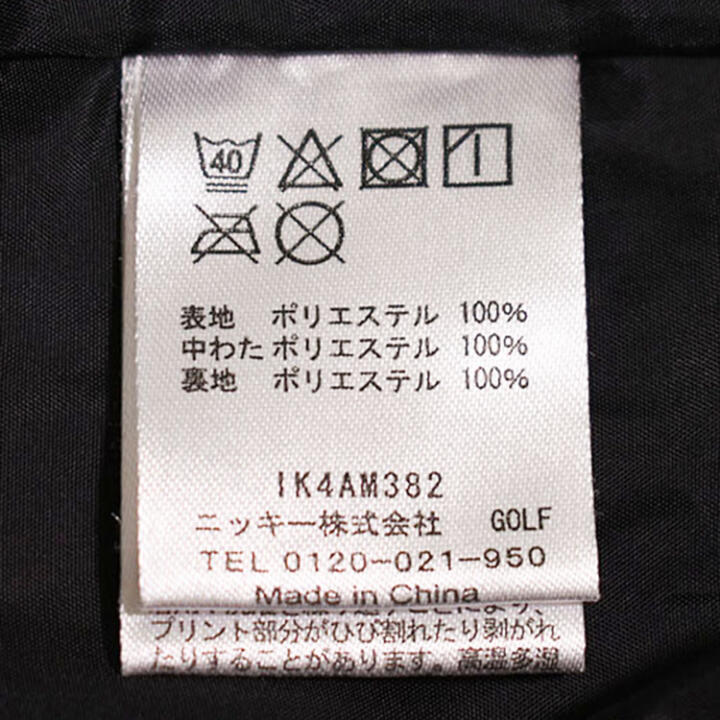 40
表地 ポリエステル 100%
中わた ポリエステル 100%
裏地 ポリエステル 100%
IK4AM382
ニッキー株式会社 GOLF
TEL 0120-021-950
Made in China
により、
プリント部分がひび割れたり剥がれ
たりすることがあります。高温多湿